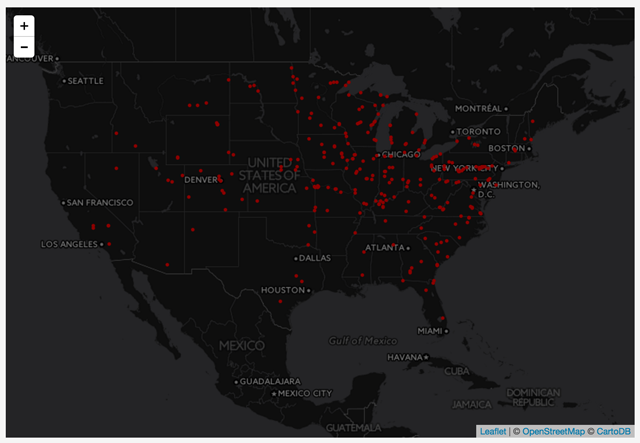 +
−
VANCOUVER
SEATTLE
MONTRÉAL
TORONTO
BOSTON
CHICAGO
NEW YORK CITY
UNITED
STATES OF
AMERICA
DENVER
WASHINGTON,
D.C.
SAN FRANCISCO
LOS ANGELES
ATLANTA
DALLAS
HOUSTON
MIAMI
Gulf of Mexico
MEXICO
HAVANA
CUBA
GUADALAJARA
MEXICO CITY
DOMINICAN
REPUBLIC
JAMAICA
GUATEMALA
Leaflet | © OpenStreetMap © CartoDB